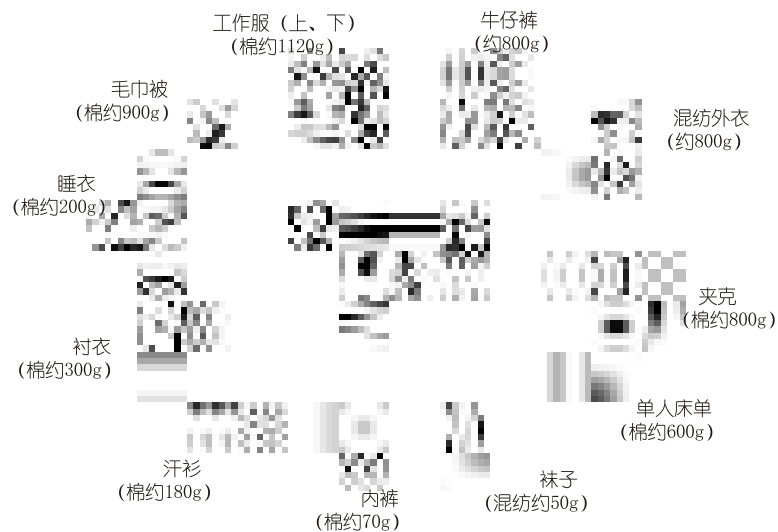 工作服（上、下）
(棉约1120g)
牛仔裤
(约800g)
毛巾被
(棉约900g)
混纺外衣
(约800g)
睡衣
(棉约200g)
夹克
(棉约800g)
衬衣
(棉约300g)
单人床单
(棉约600g)
汗衫
(棉约180g)
内裤
(棉约70g)
袜子
(混纺约50g)